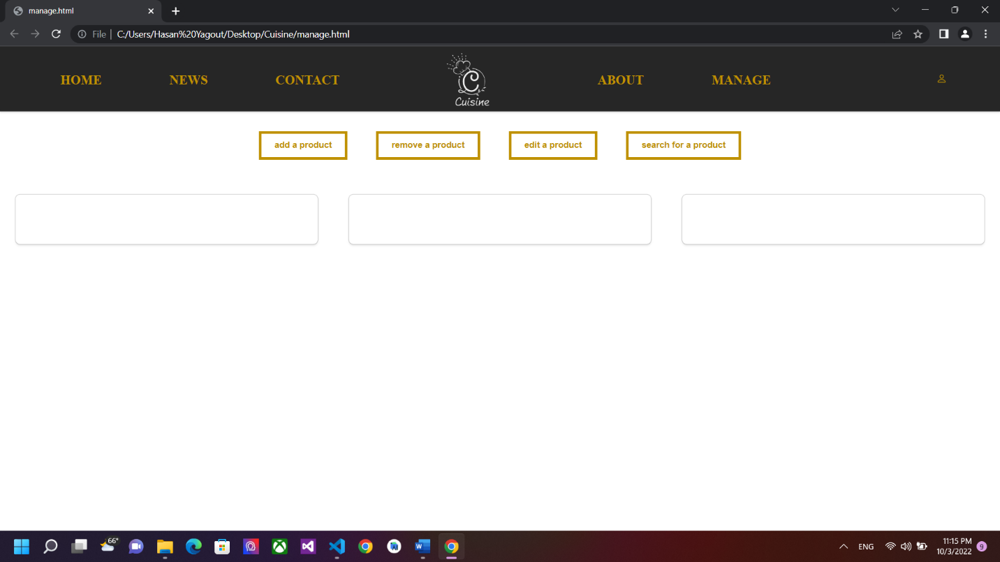 manage.html
File | C:/Users/Hasan%20Yagout/Desktop/Cuisine/manage.html
HOME NEWS CONTACT C Cuisine ABOUT MANAGE
add a product remove a product edit a product search for a product
66°
W
ENG
11:15 PM
10/3/2022
9